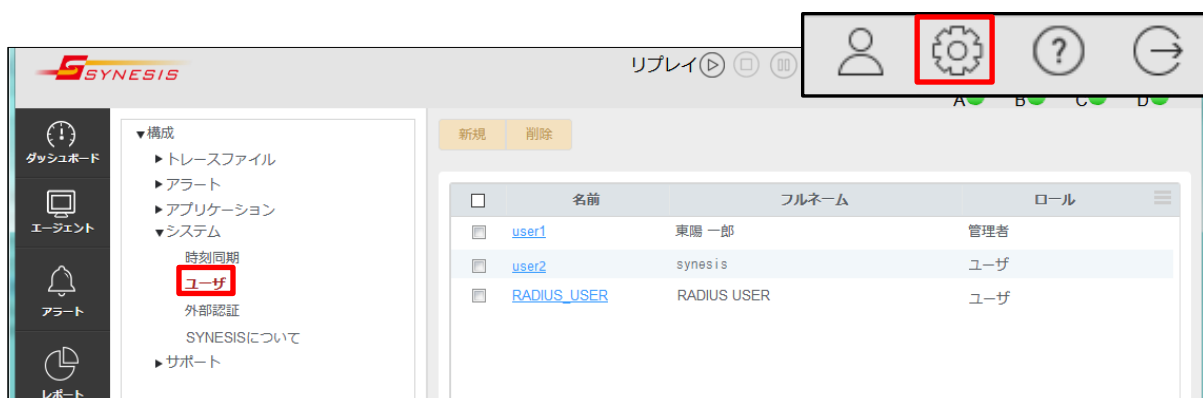 SYNESIS
リプレイ
?
A B C D
ダッシュボード
エージェント
アラート
レポート
▼構成
▶トレースファイル
▶アラート
▶アプリケーション
▼システム
時刻同期
ユーザ
外部認証
SYNESISについて
▶サポート
新規 削除
名前 フルネーム ロール
user1 東陽 一郎 管理者
user2 synesis ユーザ
RADIUS_USER RADIUS USER ユーザ